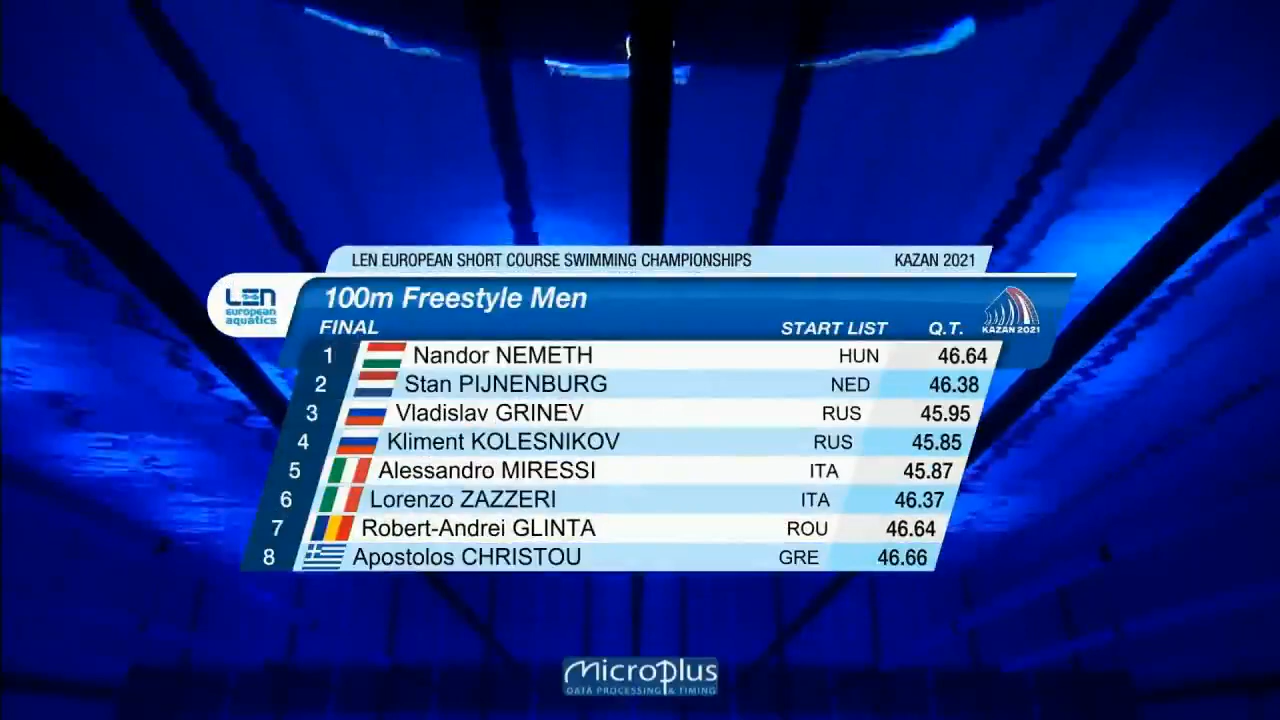 LEN EUROPEAN SHORT COURSE SWIMMING CHAMPIONSHIPS KAZAN 2021
LEN
european
aquatics
100m Freestyle Men
KAZAN 2021
FINAL START LIST Q.T.
1 Nandor NEMETH HUN 46.64
2 Stan PIJNENBURG NED 46.38
3 Vladislav GRINEV RUS 45.95
4 Kliment KOLESNIKOV RUS 45.85
5 Alessandro MIRESSI ITA 45.87
6 Lorenzo ZAZZERI ITA 46.37
7 Robert-Andrei GLINTA ROU 46.64
8 Apostolos CHRISTOU GRE 46.66
Microplus
DATA PROCESSING & TIMING